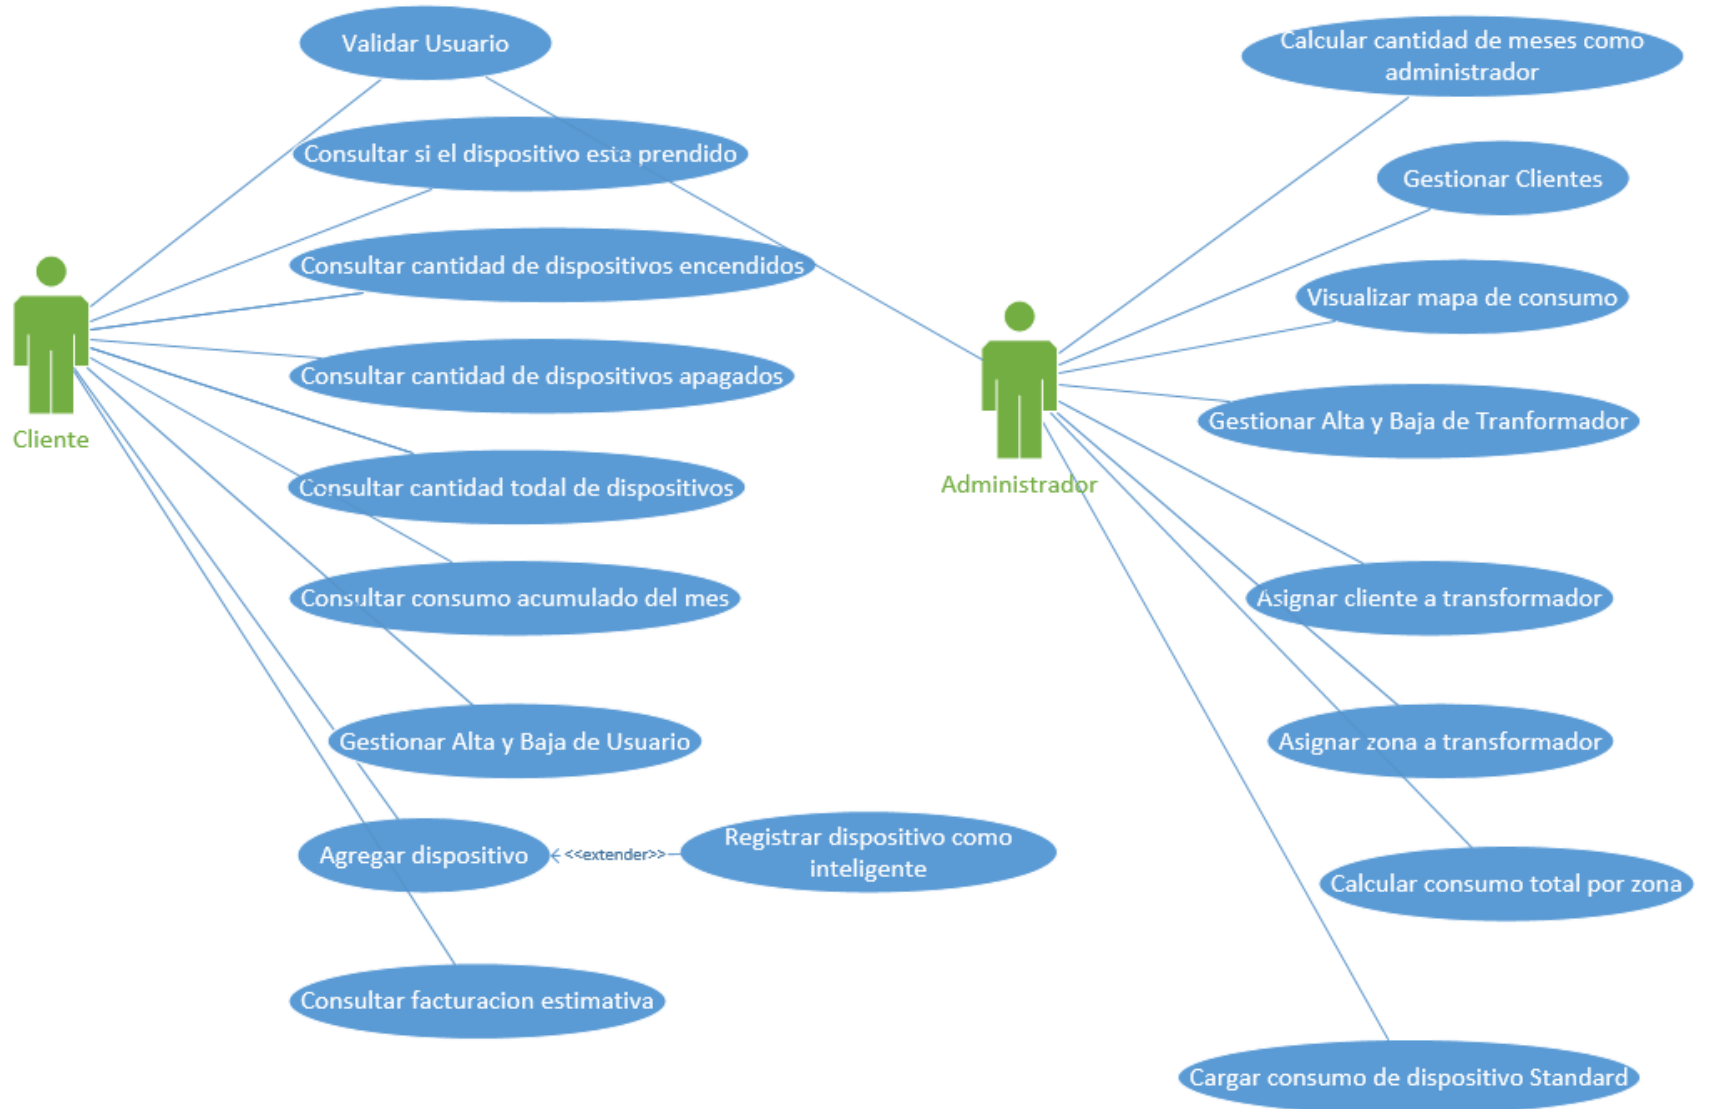 Validar Usuario
Consultar si el dispositivo esta prendido
Consultar cantidad de dispositivos encendidos
Consultar cantidad de dispositivos apagados
Cliente
Consultar cantidad todal de dispositivos
Consultar consumo acumulado del mes
Gestionar Alta y Baja de Usuario
Agregar dispositivo
<<extender>>
Registrar dispositivo como
inteligente
Consultar facturacion estimativa
Calcular cantidad de meses como
administrador
Gestionar Clientes
Visualizar mapa de consumo
Gestionar Alta y Baja de Tranformador
Administrador
Asignar cliente a transformador
Asignar zona a transformador
Calcular consumo total por zona
Cargar consumo de dispositivo Standard